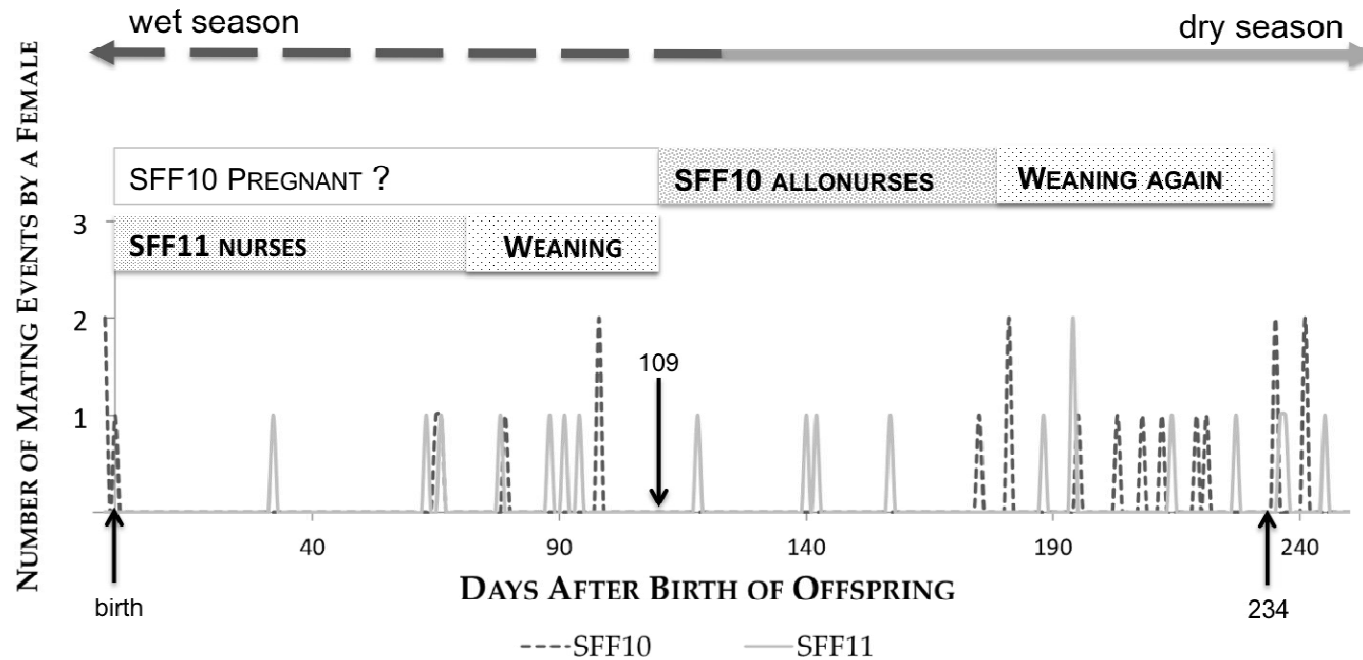 wet season
dry season
NUMBER OF MATING EVENTS BY A FEMALE
SFF10 PREGNANT ?
SFF10 ALLONURSES
WEANING AGAIN
3
SFF11 NURSES
WEANING
2
109
1
40
90
140
190
240
birth
DAYS AFTER BIRTH OF OFFSPRING
234
SFF10
SFF11